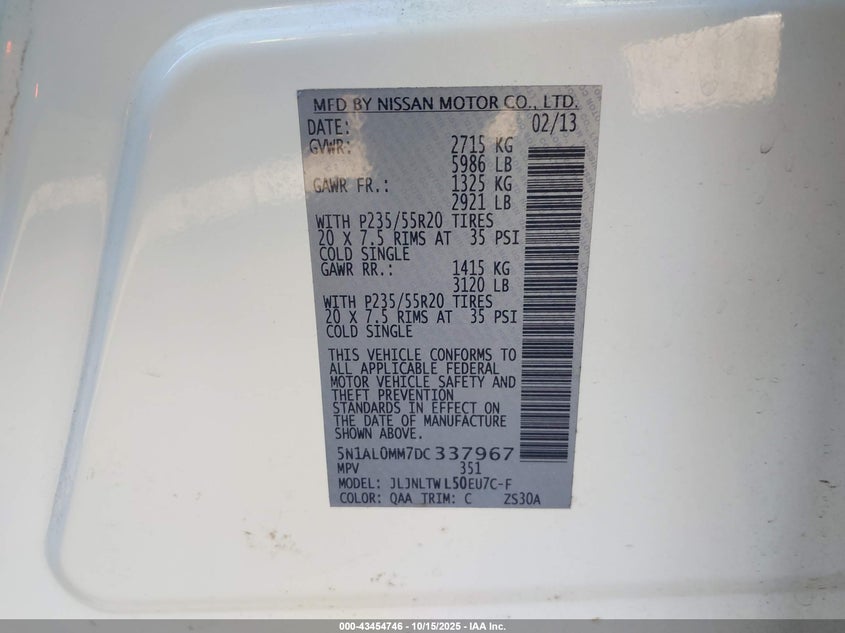 MFD BY NISSAN MOTOR CO., LTD.
DATE: 02/13
GVWR: 2715 KG
5986 LB
GAWR FR.: 1325 KG
2921 LB
WITH P235/55R20 TIRES
20 X 7.5 RIMS AT 35 PSI
COLD SINGLE
GAWR RR.: 1415 KG
3120 LB
WITH P235/55R20 TIRES
20 X 7.5 RIMS AT 35 PSI
COLD SINGLE
THIS VEHICLE CONFORMS TO
ALL APPLICABLE FEDERAL
MOTOR VEHICLE SAFETY AND
THEFT PREVENTION
STANDARDS IN EFFECT ON
THE DATE OF MANUFACTURE
SHOWN ABOVE.
5N1AL0MM7DC337967
MPV 351
MODEL: JLJNLTWL50EU7C-F
COLOR: QAA TRIM: C ZS30A
000-43454746 - 10/15/2025 - IAA Inc.